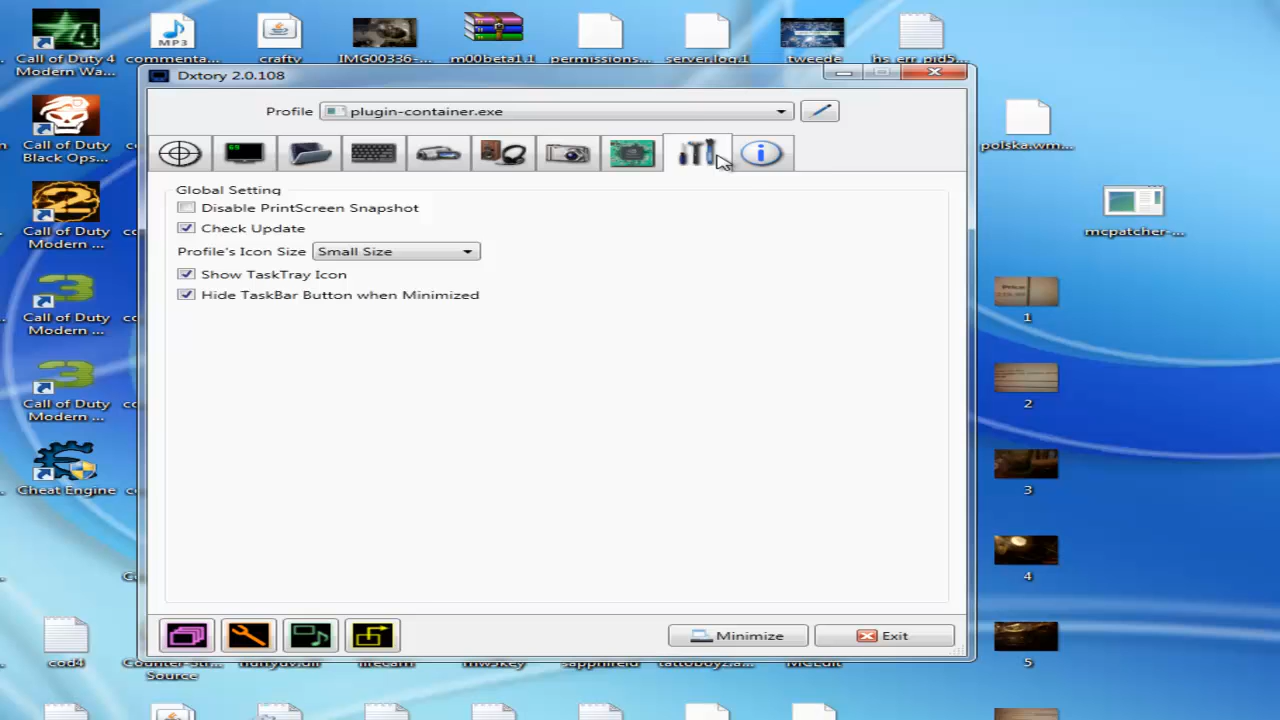 Call of Duty 4
Modern Wa...
commenta...
crafty
IMG00336-...
m00beta1.1
permissions...
server.log.1
tweede
hs_err_pid5...
Dxtory 2.0.108
Profile
plugin-container.exe
Call of Duty
Black Ops...
polska.wm...
Global Setting
Disable PrintScreen Snapshot
Check Update
Profile's Icon Size
Small Size
Show TaskTray Icon
Hide TaskBar Button when Minimized
Call of Duty
Modern ...
mcpatcher-...
Call of Duty
Modern ...
1
Call of Duty
Modern ...
2
Cheat Engine
3
4
Minimize
Exit
cod4
Counter-Str...
Source
5